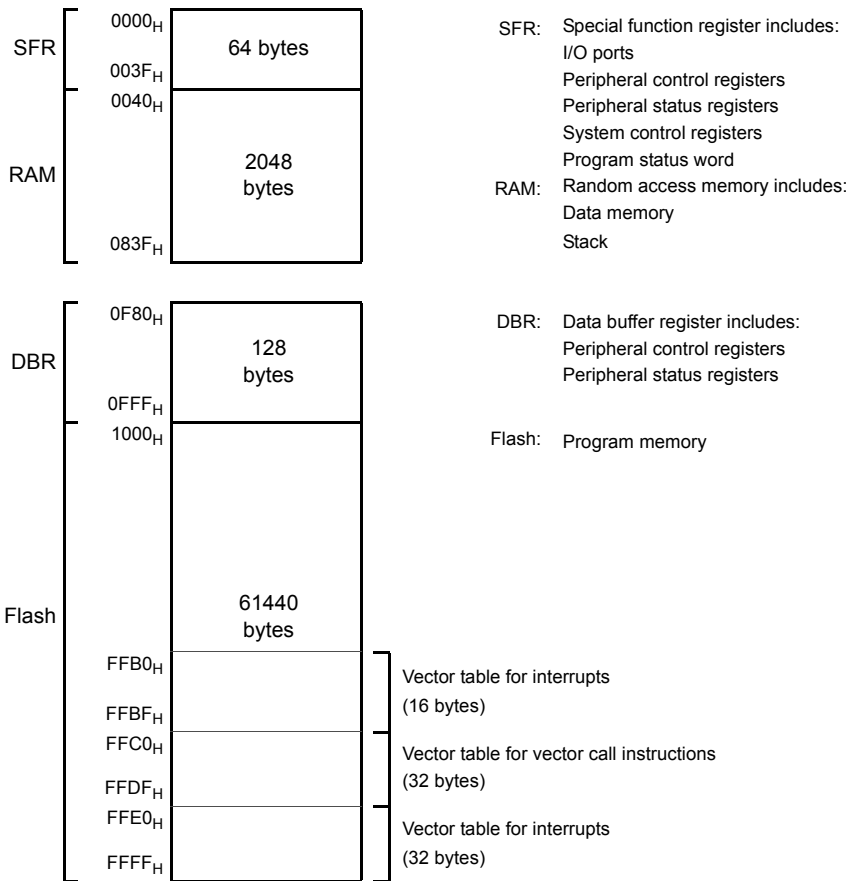 0000H
SFR
64 bytes
003FH
0040H
RAM
2048
bytes
083FH
SFR: Special function register includes:
I/O ports
Peripheral control registers
Peripheral status registers
System control registers
Program status word
RAM: Random access memory includes:
Data memory
Stack
0F80H
DBR
128
bytes
0FFFH
DBR: Data buffer register includes:
Peripheral control registers
Peripheral status registers
1000H
Flash: Program memory
Flash
61440
bytes
FFB0H
Vector table for interrupts
(16 bytes)
FFBFH
FFC0H
Vector table for vector call instructions
(32 bytes)
FFDFH
FFE0H
Vector table for interrupts
(32 bytes)
FFFFH